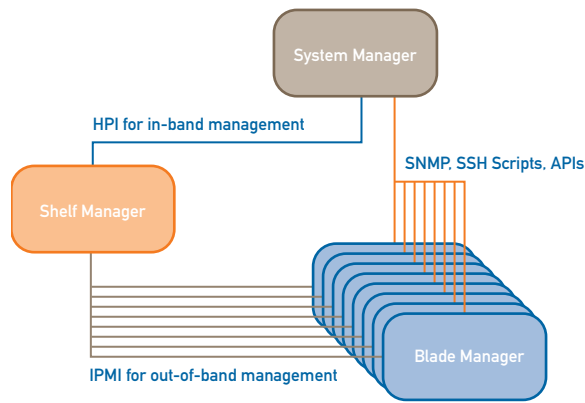 System Manager
HPI for in-band management
SNMP, SSH Scripts, APIs
Shelf Manager
Blade Manager
IPMI for out-of-band management